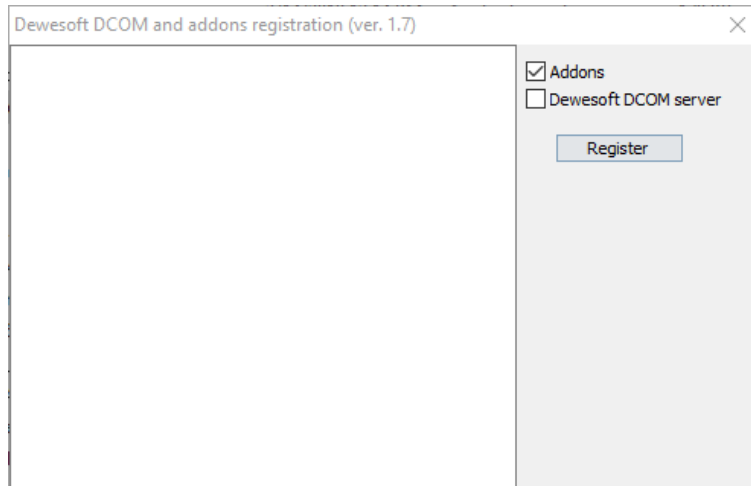 Dewesoft DCOM and addons registration (ver. 1.7)
Addons
Dewesoft DCOM server
Register